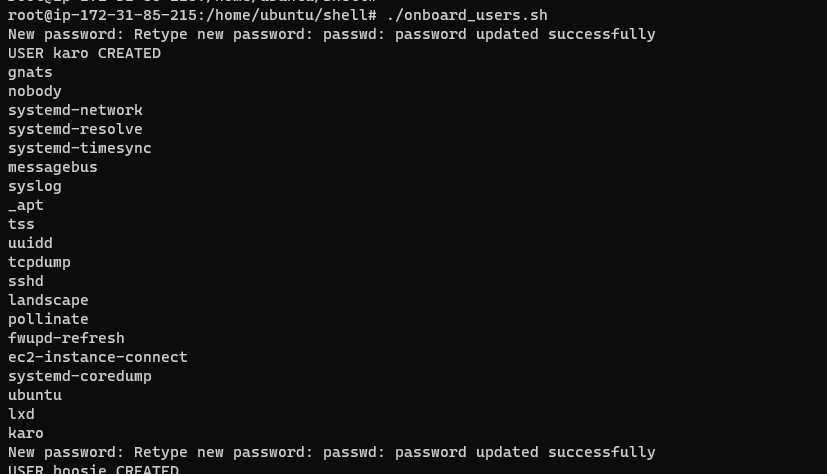 root@ip-172-31-85-215:/home/ubuntu/shell# ./onboard_users.sh
New password: Retype new password: passwd: password updated successfully
USER karo CREATED
gnats
nobody
systemd-network
systemd-resolve
systemd-timesync
messagebus
syslog
_apt
tss
uuidd
tcpdump
sshd
landscape
pollinate
fwupd-refresh
ec2-instance-connect
systemd-coredump
ubuntu
lxd
karo
New password: Retype new password: passwd: password updated successfully
USER boosie CREATED